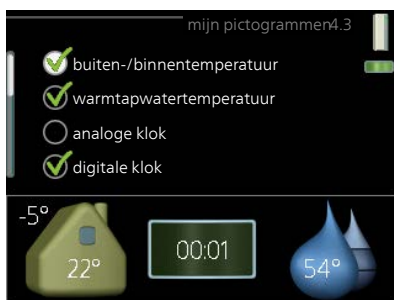 mijn pictogrammen4.3
buiten-/binnentemperatuur
warmtapwatertemperatuur
analoge klok
digitale klok
-5°
22°
00:01
54°